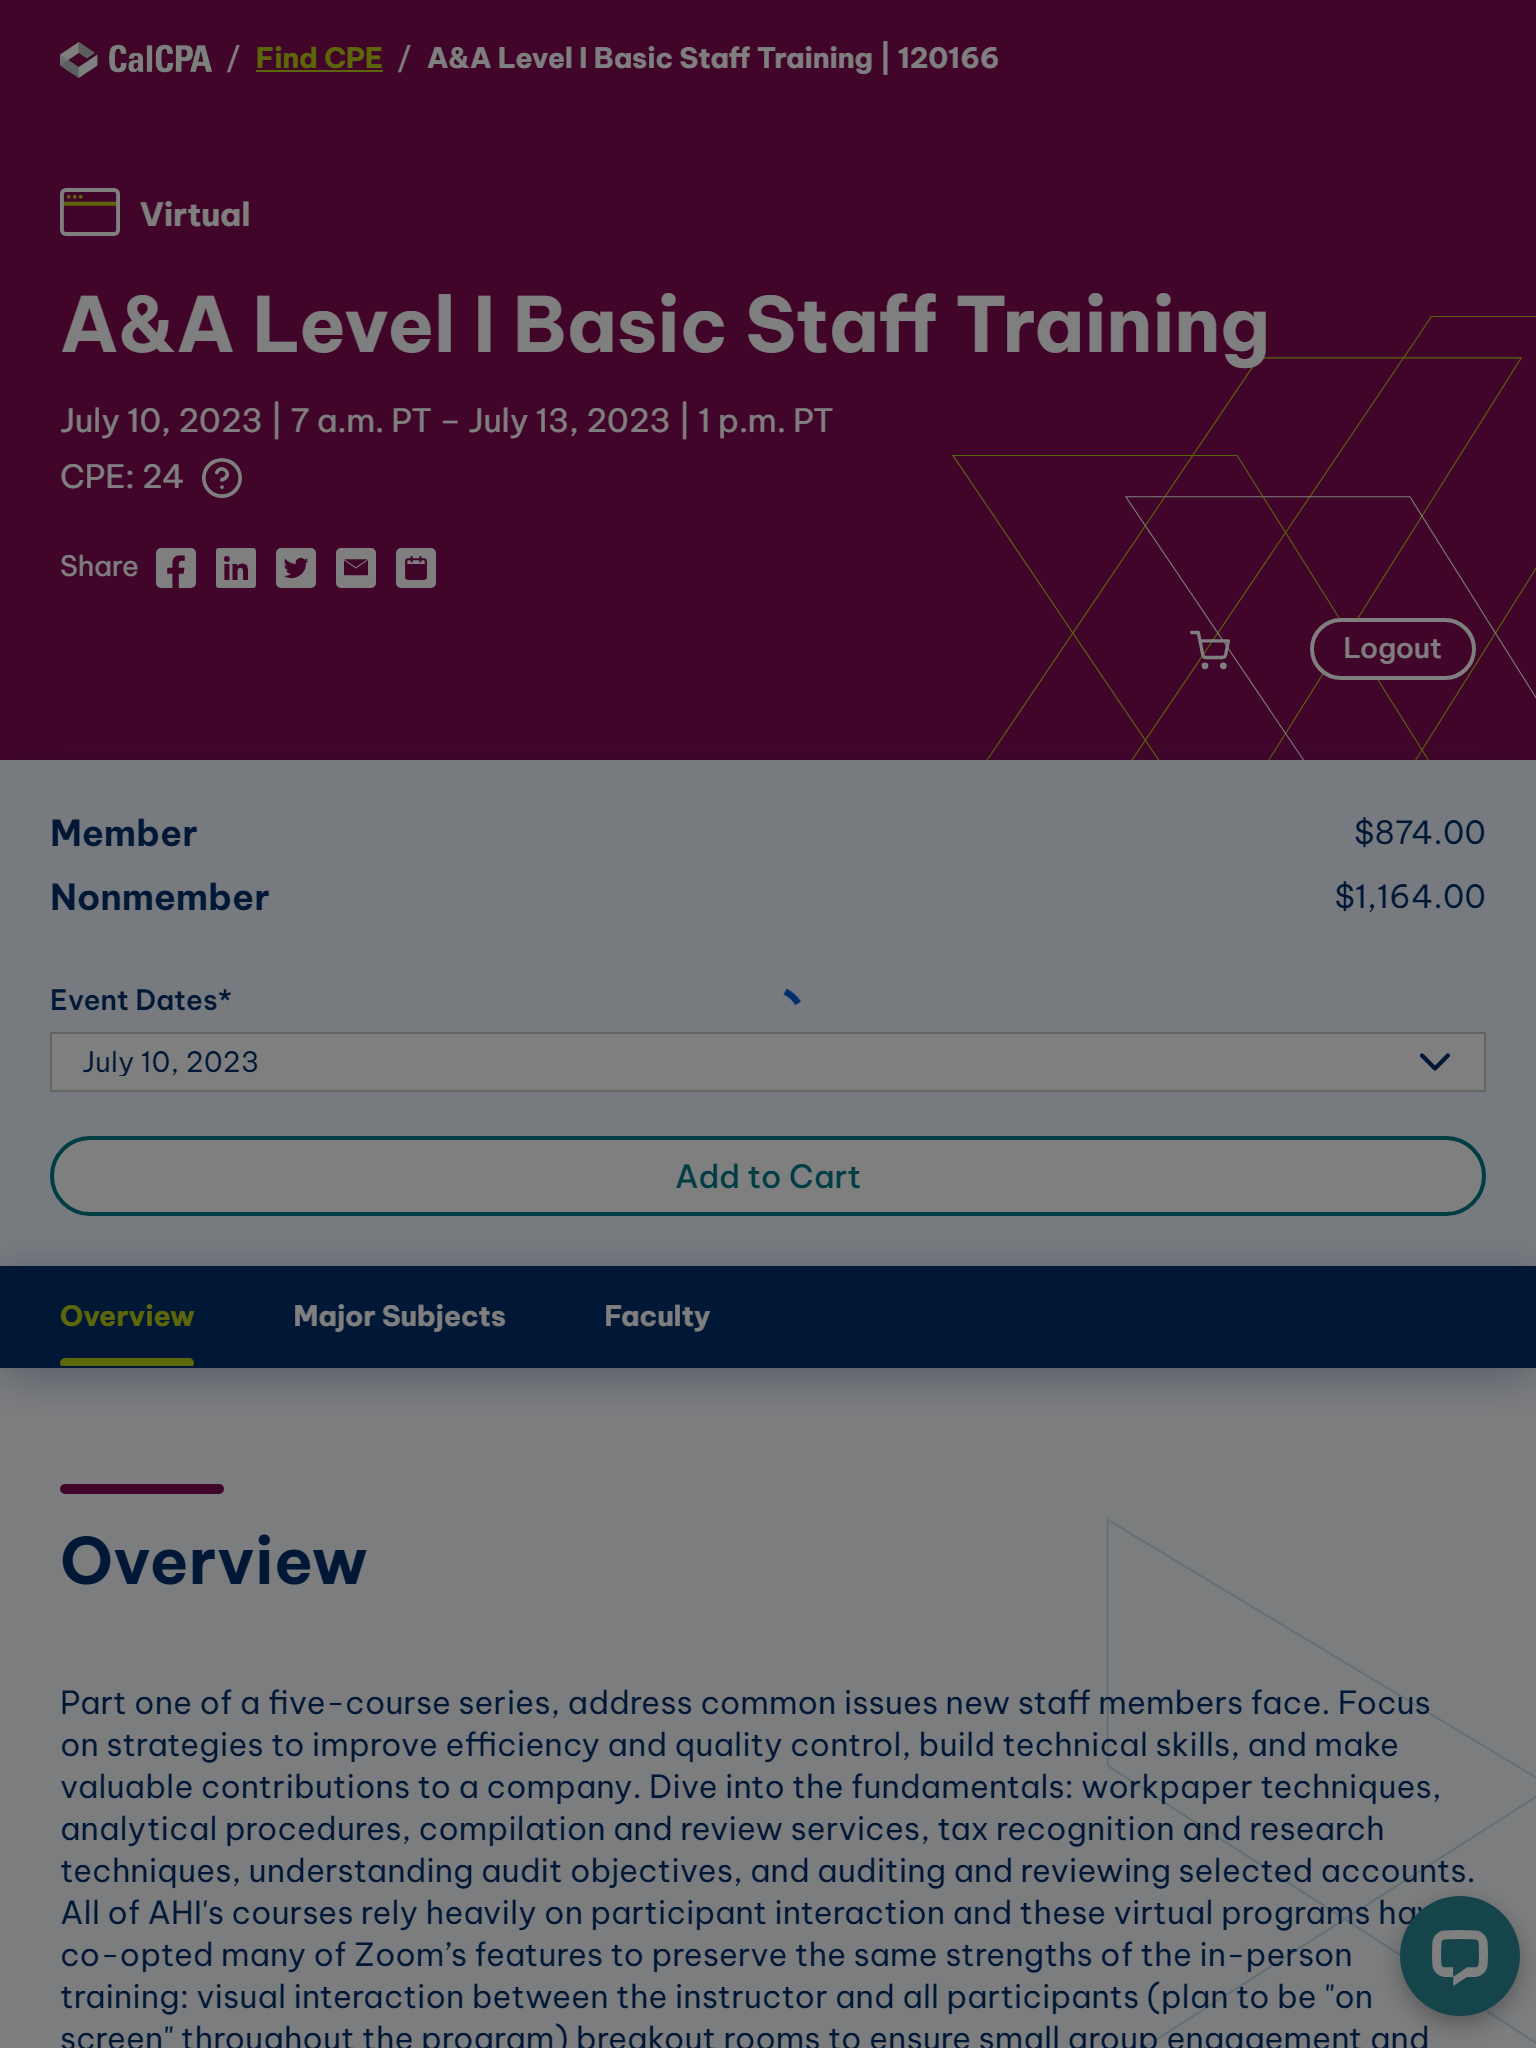 CalCPA / Find CPE / A&A Level I Basic Staff Training | 120166
Virtual
A&A Level I Basic Staff Training
July 10, 2023 | 7 a.m. PT – July 13, 2023 | 1 p.m. PT
CPE: 24 ?
Share
Logout
Member $874.00
Nonmember $1,164.00
Event Dates*
July 10, 2023
Add to Cart
Overview Major Subjects Faculty
Overview
Part one of a five-course series, address common issues new staff members face. Focus
on strategies to improve efficiency and quality control, build technical skills, and make
valuable contributions to a company. Dive into the fundamentals: workpaper techniques,
analytical procedures, compilation and review services, tax recognition and research
techniques, understanding audit objectives, and auditing and reviewing selected accounts.
All of AHI's courses rely heavily on participant interaction and these virtual programs
co-opted many of Zoom’s features to preserve the same strengths of the in-person
training: visual interaction between the instructor and all participants (plan to be "on
screen" throughout the program) breakout rooms to ensure small group engagement and